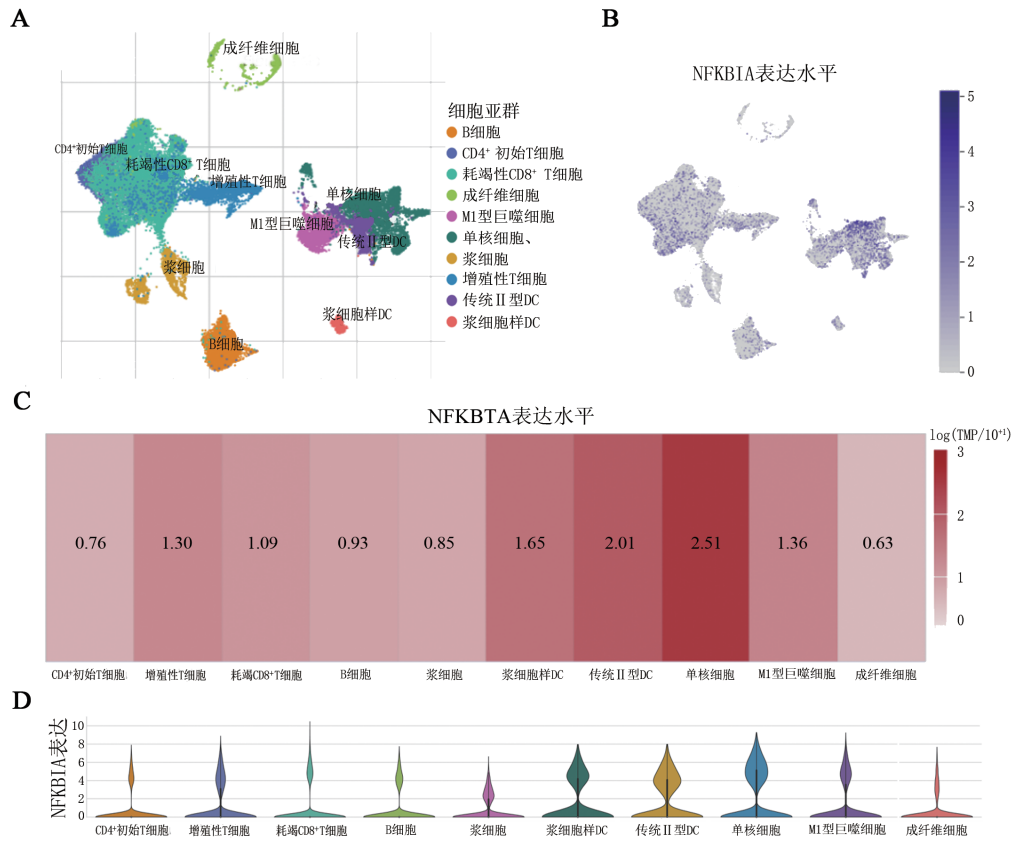 A
成纤维细胞
CD4+初始T细胞
耗竭性CD8+ T细胞
增殖性T细胞
单核细胞
M1型巨噬细胞
传统Ⅱ型DC
浆细胞
浆细胞样DC
B细胞
细胞亚群
B细胞
CD4+ 初始T细胞
耗竭性CD8+ T细胞
成纤维细胞
M1型巨噬细胞
单核细胞、
浆细胞
增殖性T细胞
传统Ⅱ型DC
浆细胞样DC
B
NFKBIA表达水平
5
4
3
2
1
0
C
NFKBTA表达水平
log(TMP/10+1)
3
2
1
0
0.76 1.30 1.09 0.93 0.85 1.65 2.01 2.51 1.36 0.63
CD4+初始T细胞 增殖性T细胞 耗竭CD8+T细胞 B细胞 浆细胞 浆细胞样DC 传统Ⅱ型DC 单核细胞 M1型巨噬细胞 成纤维细胞
D
NFKBIA表达
10
8
6
4
2
0
CD4+初始T细胞 增殖性T细胞 耗竭CD8+T细胞 B细胞 浆细胞 浆细胞样DC 传统Ⅱ型DC 单核细胞 M1型巨噬细胞 成纤维细胞